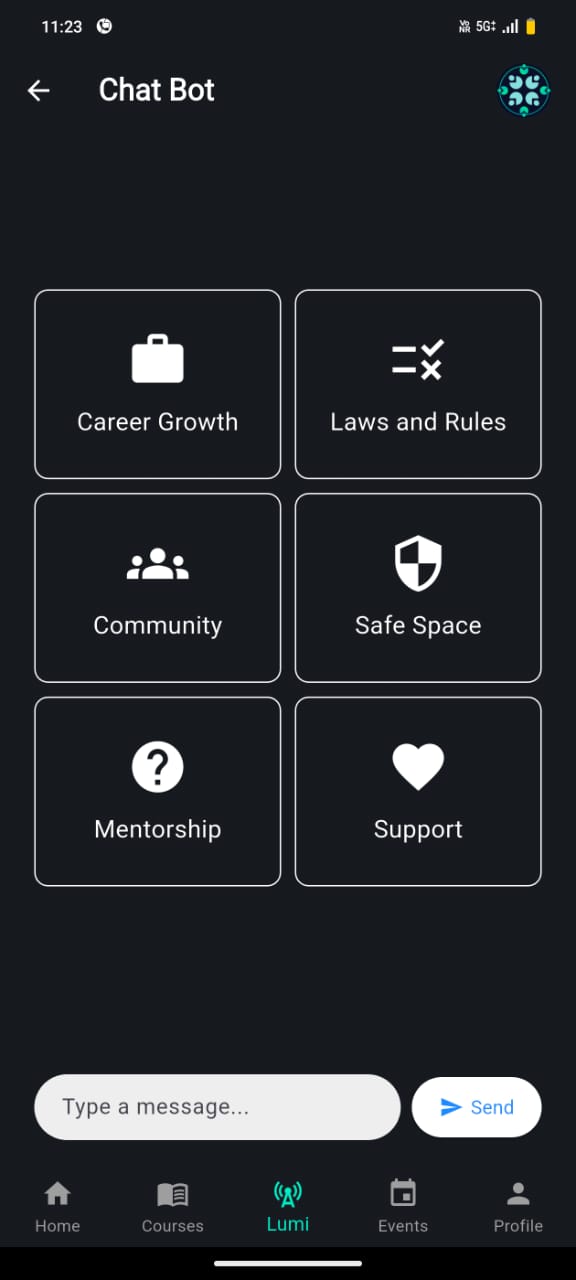 11:23
Vo
NR 5G‡
Chat Bot
Career Growth
Laws and Rules
Community
Safe Space
Mentorship
Support
Type a message...
Send
Home
Courses
Lumi
Events
Profile